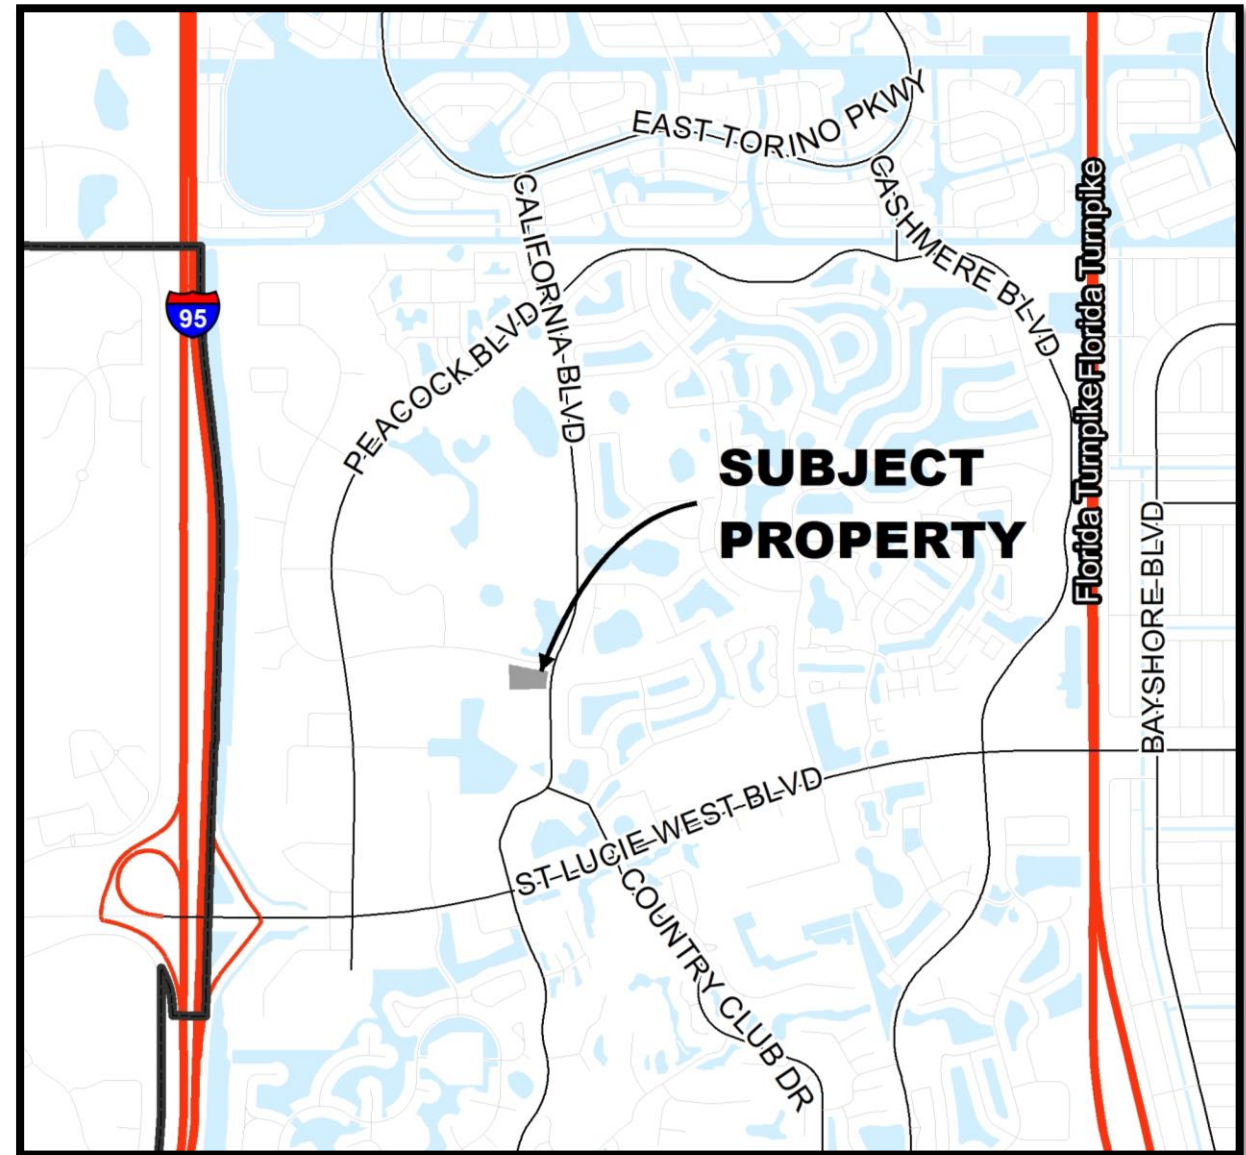 EAST TORINO PKWY
CASHMERE BLVD
CALIFORNIA BLVD
Florida Turnpike
Florida Turnpike
95
PEACOCK BLVD
SUBJECT
PROPERTY
BAYSHORE BLVD
ST LUCIE WEST BLVD
COUNTRY CLUB DR